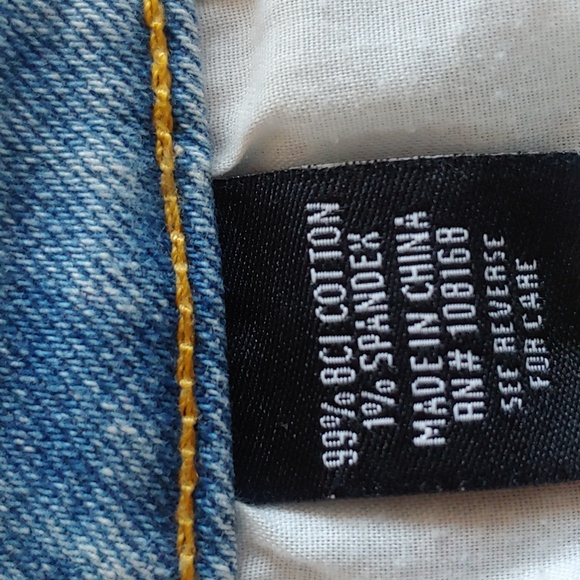 99% BCI COTTON
1% SPANDEX
MADE IN CHINA
RN# 108168
SEE REVERSE
FOR CARE